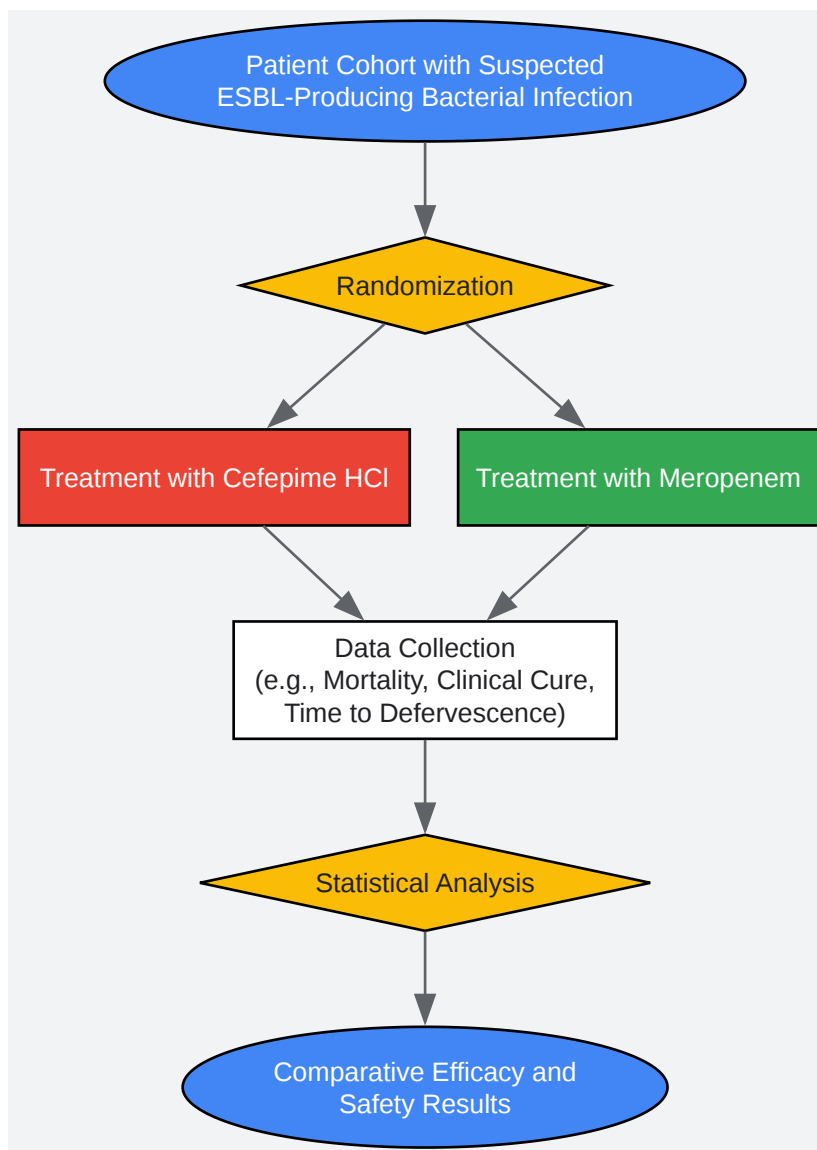 Patient Cohort with Suspected
ESBL-Producing Bacterial Infection
Randomization
Treatment with Cefepime HCl
Treatment with Meropenem
Data Collection
(e.g., Mortality, Clinical Cure,
Time to Defervescence)
Statistical Analysis
Comparative Efficacy and
Safety Results